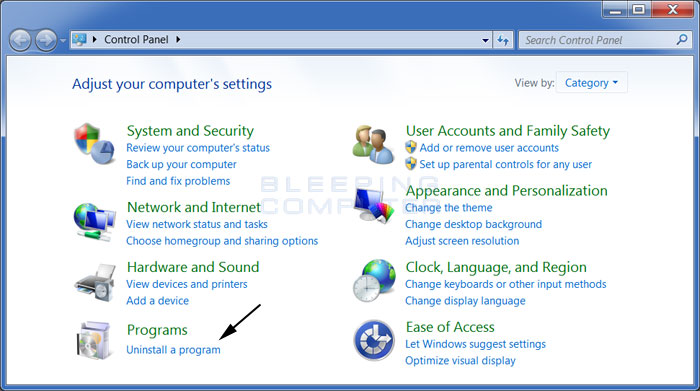 Control Panel
Search Control Panel
Adjust your computer's settings
View by: Category
System and Security
Review your computer's status
Back up your computer
Find and fix problems
Network and Internet
View network status and tasks
Choose homegroup and sharing options
Hardware and Sound
View devices and printers
Add a device
Programs
Uninstall a program
User Accounts and Family Safety
Add or remove user accounts
Set up parental controls for any user
Appearance and Personalization
Change the theme
Change desktop background
Adjust screen resolution
Clock, Language, and Region
Change keyboards or other input methods
Change display language
Ease of Access
Let Windows suggest settings
Optimize visual display
BLEEPING
COMPUTER